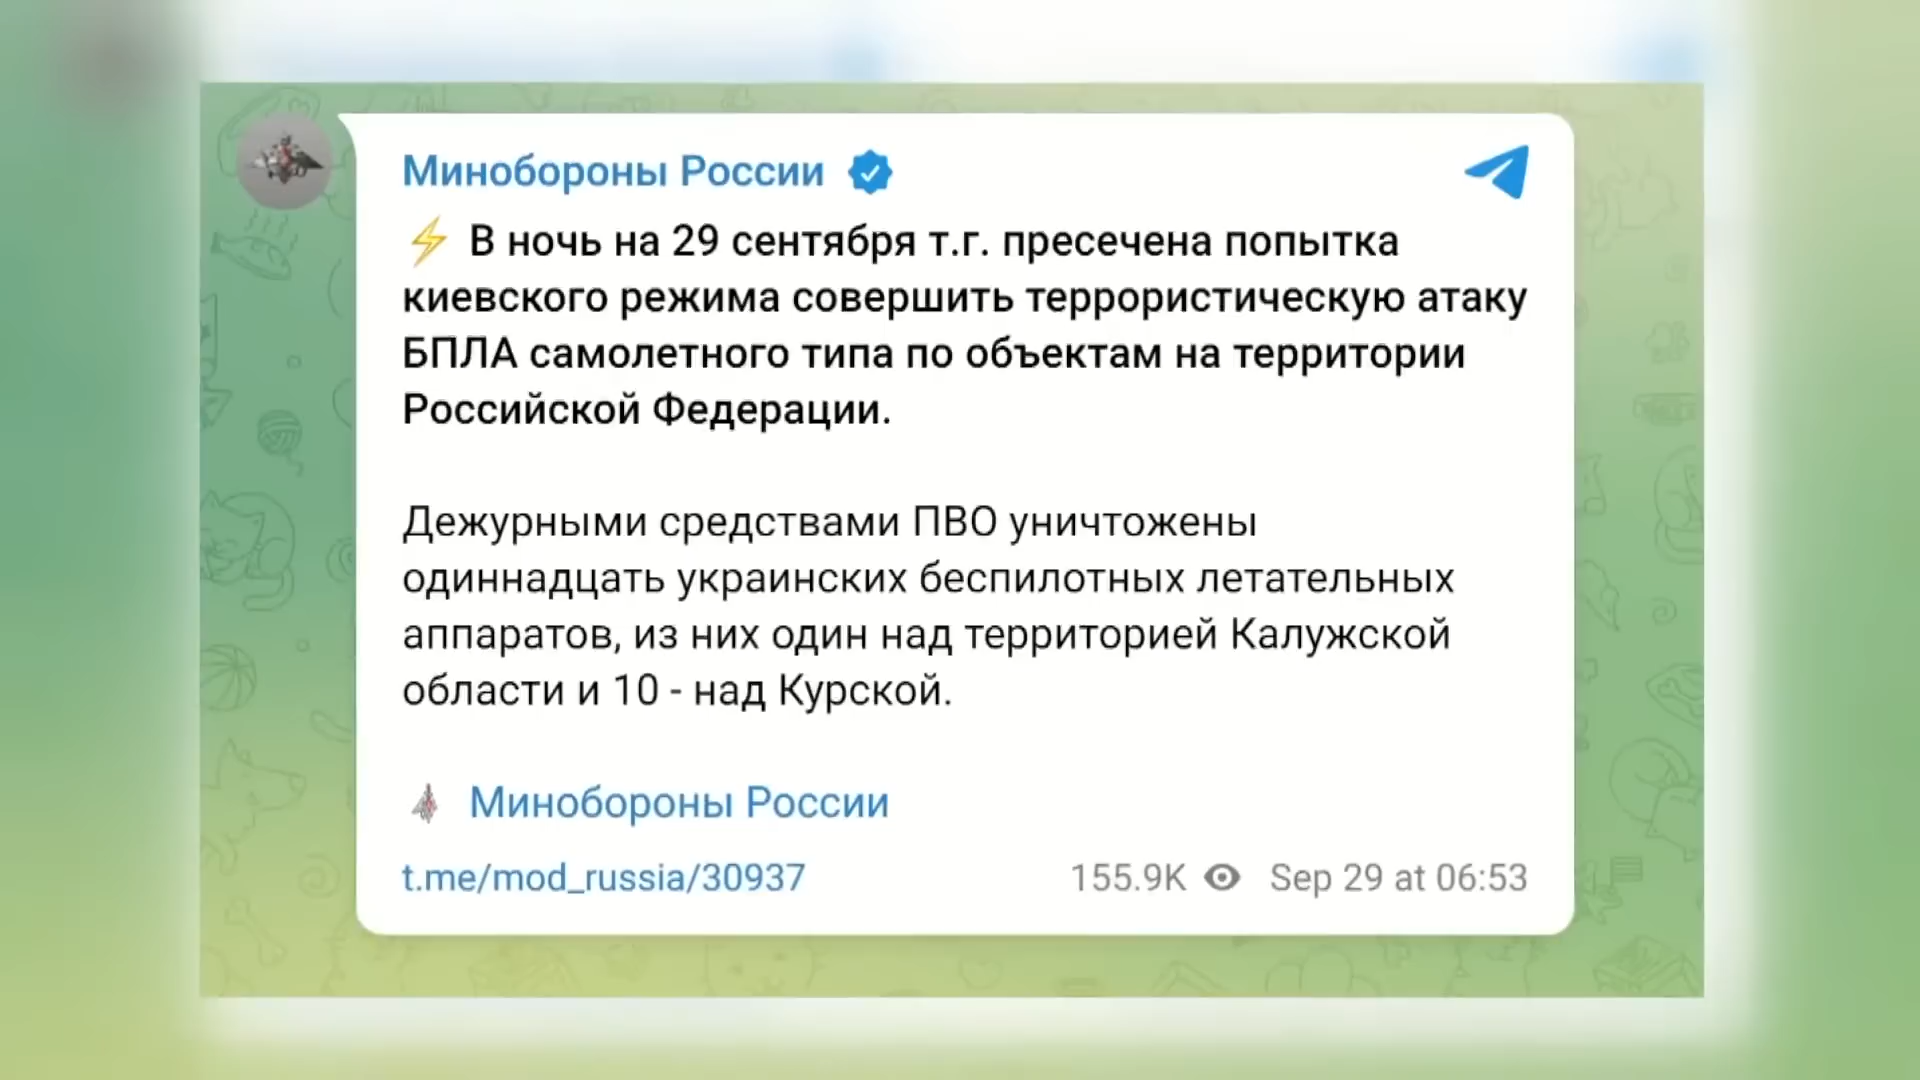 Минобороны России
⚡ В ночь на 29 сентября т.г. пресечена попытка
киевского режима совершить террористическую атаку
БПЛА самолетного типа по объектам на территории
Российской Федерации.
Дежурными средствами ПВО уничтожены
одиннадцать украинских беспилотных летательных
аппаратов, из них один над территорией Калужской
области и 10 - над Курской.
Минобороны России
t.me/mod_russia/30937 155.9K Sep 29 at 06:53